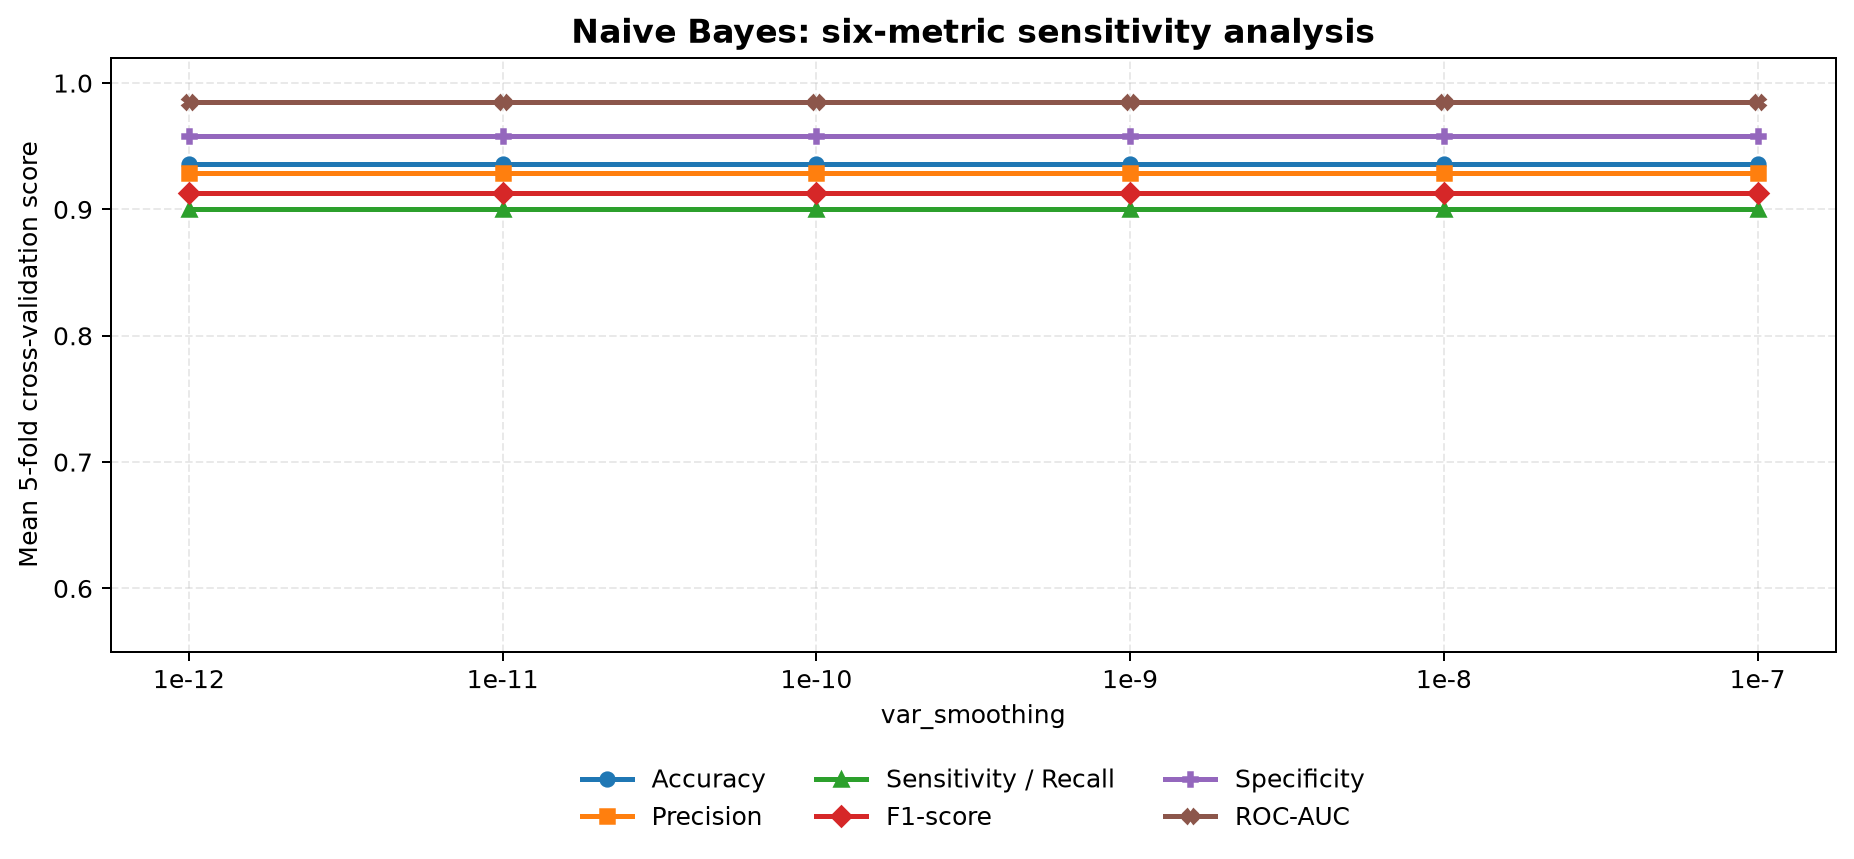 Naive Bayes: six-metric sensitivity analysis
Mean 5-fold cross-validation score
1.0
0.9
0.8
0.7
0.6
1e-12 1e-11 1e-10 1e-9 1e-8 1e-7
var_smoothing
Accuracy Sensitivity / Recall Specificity
Precision F1-score ROC-AUC